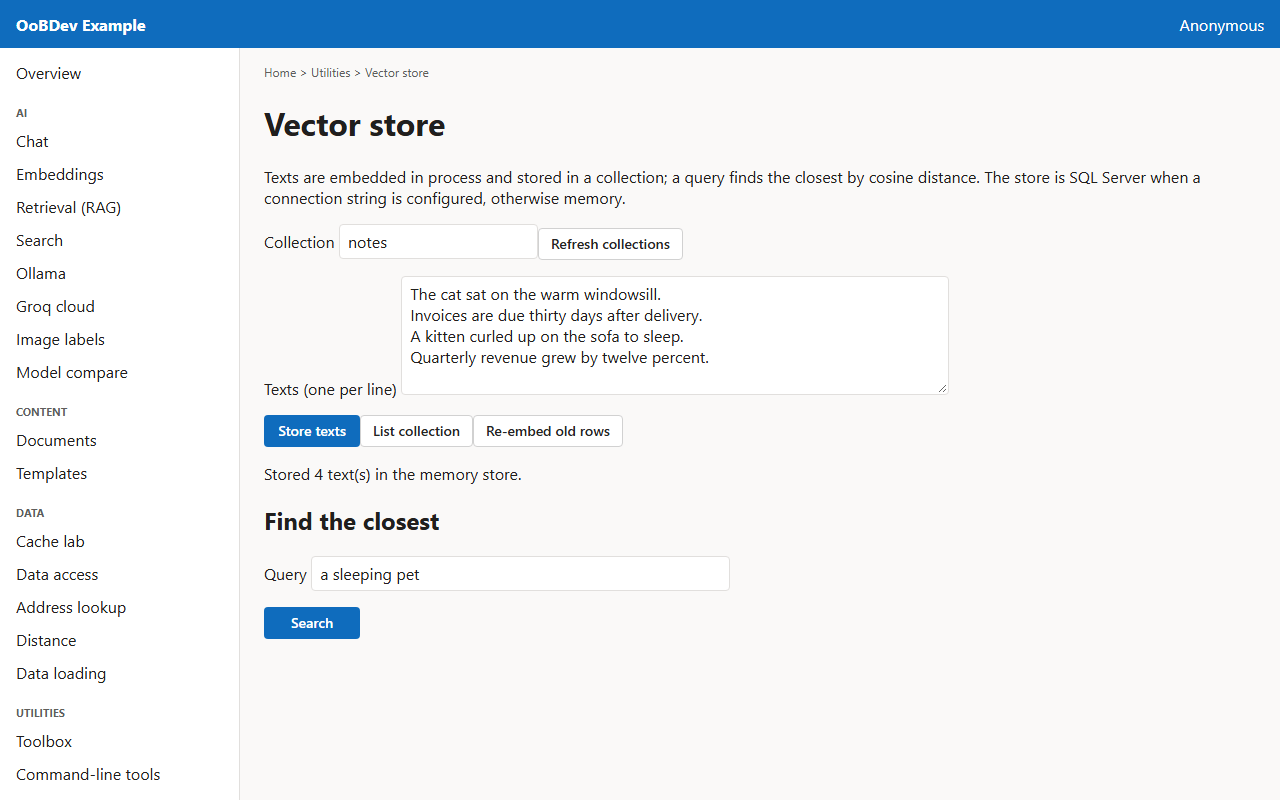 OoBDev Example
Anonymous
Overview
AI
Chat
Embeddings
Retrieval (RAG)
Search
Ollama
Groq cloud
Image labels
Model compare
CONTENT
Documents
Templates
DATA
Cache lab
Data access
Address lookup
Distance
Data loading
UTILITIES
Toolbox
Command-line tools
Home > Utilities > Vector store
Vector store
Texts are embedded in process and stored in a collection; a query finds the closest by cosine distance. The store is SQL Server when a
connection string is configured, otherwise memory.
Collection notes Refresh collections
The cat sat on the warm windowsill.
Invoices are due thirty days after delivery.
A kitten curled up on the sofa to sleep.
Quarterly revenue grew by twelve percent.
Texts (one per line)
Store texts List collection Re-embed old rows
Stored 4 text(s) in the memory store.
Find the closest
Query a sleeping pet
Search